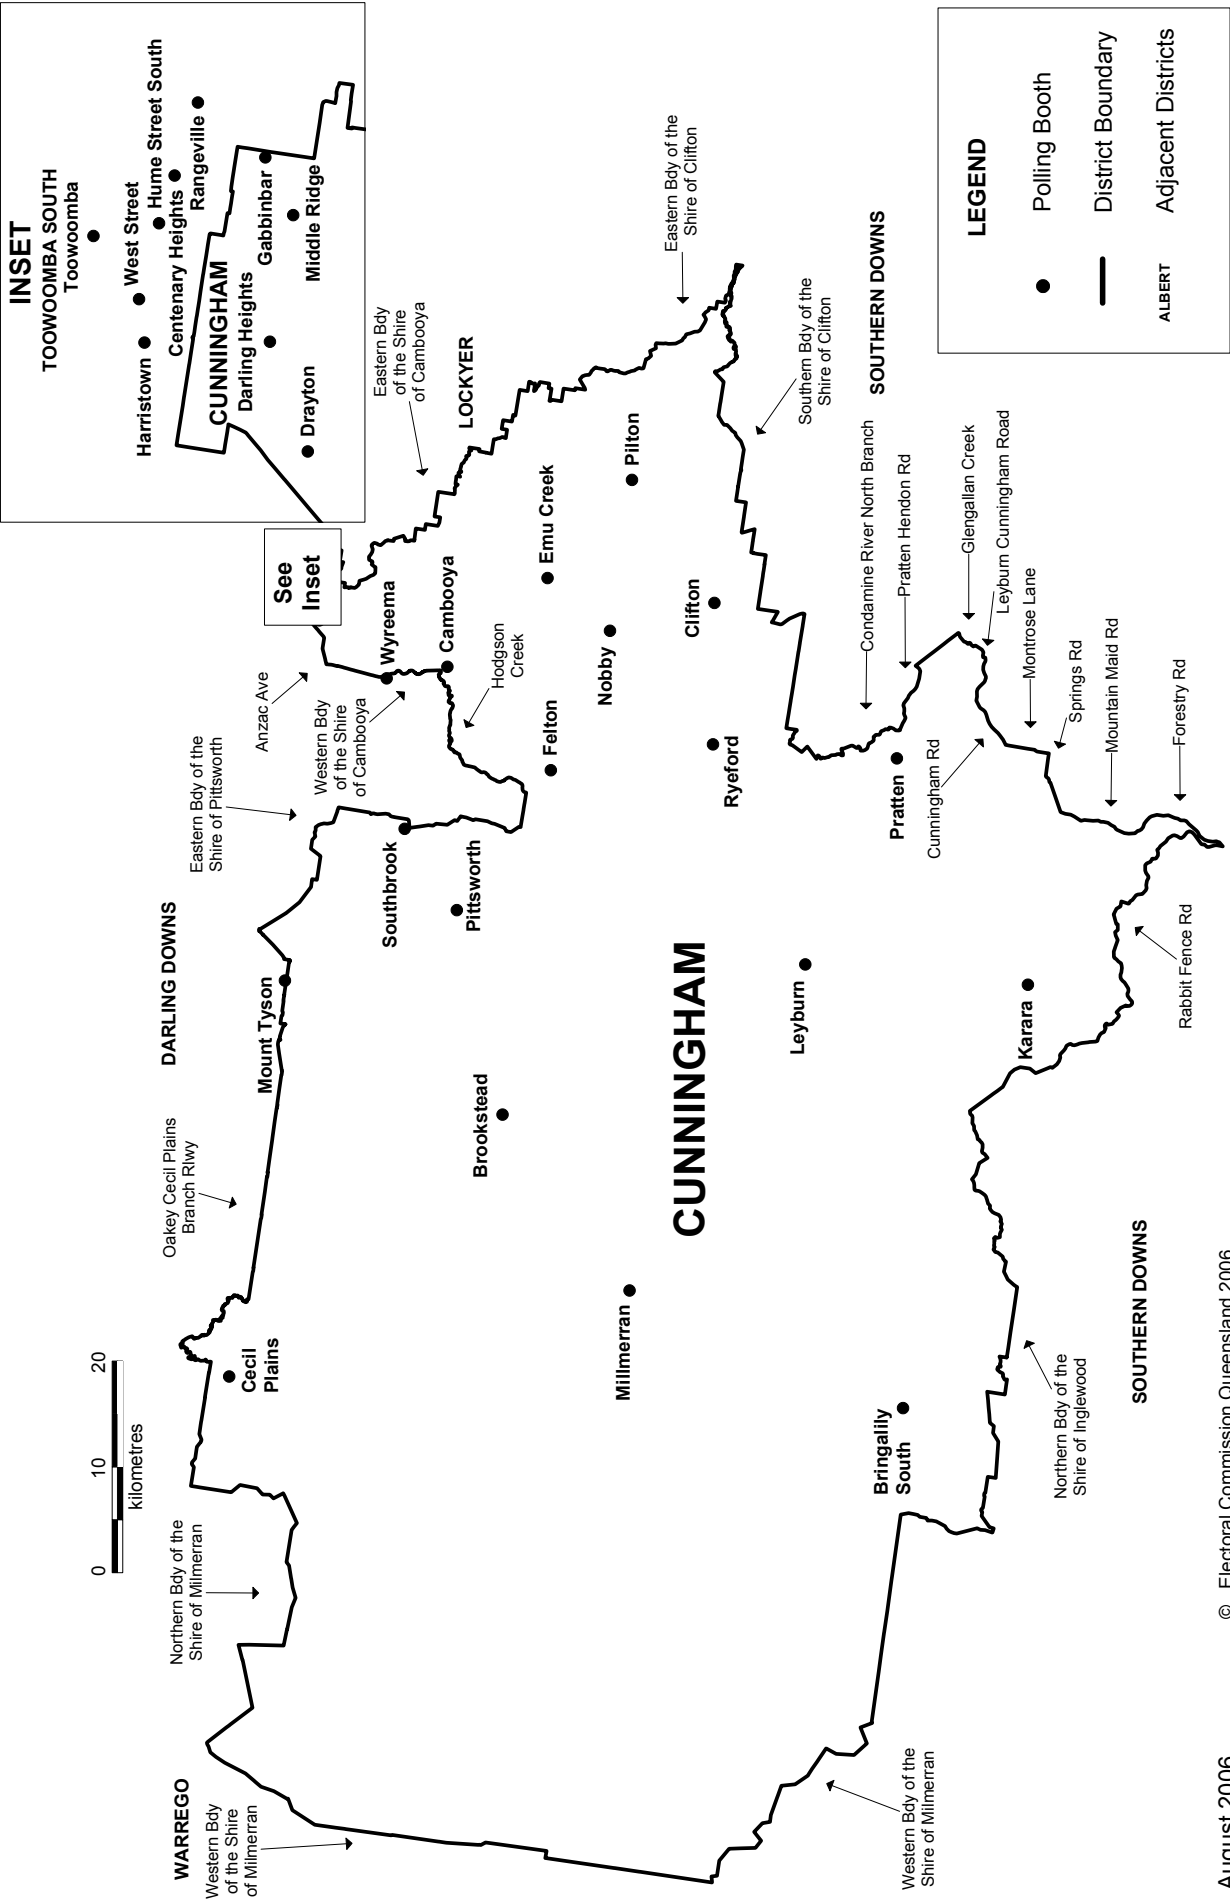 INSET
TOOWOOMBA SOUTH
Toowoomba
West Street
Hume Street South
Harristown
Centenary Heights
Rangeville
CUNNINGHAM
Darling Heights
Gabbinbar
Middle Ridge
Drayton
0 10 20
kilometres
WARREGO
Western Bdy
of the Shire
of Milmerran
Northern Bdy of the
Shire of Milmerran
Cecil
Plains
Oakey Cecil Plains
Branch Rlwy
DARLING DOWNS
Mount Tyson
Eastern Bdy of the
Shire of Pittsworth
Anzac Ave
See
Inset
Western Bdy
of the Shire
of Cambooya
Wyreema
Cambooya
Eastern Bdy
of the Shire
of Cambooya
LOCKYER
Southbrook
Pittsworth
Hodgson
Creek
Brookstead
Felton
Emu Creek
Nobby
Pilton
Millmerran
CUNNINGHAM
Ryeford
Clifton
Eastern Bdy of the
Shire of Clifton
Southern Bdy of the
Shire of Clifton
SOUTHERN DOWNS
Leyburn
Condamine River North Branch
Pratten Hendon Rd
Pratten
Cunningham Rd
Glengallan Creek
Leyburn Cunningham Road
Montrose Lane
Springs Rd
Mountain Maid Rd
Forestry Rd
Karara
Rabbit Fence Rd
Bringalily
South
Western Bdy of the
Shire of Milmerran
Northern Bdy of the
Shire of Inglewood
SOUTHERN DOWNS
LEGEND
Polling Booth
District Boundary
ALBERT Adjacent Districts
August 2006
© Electoral Commission Queensland 2006